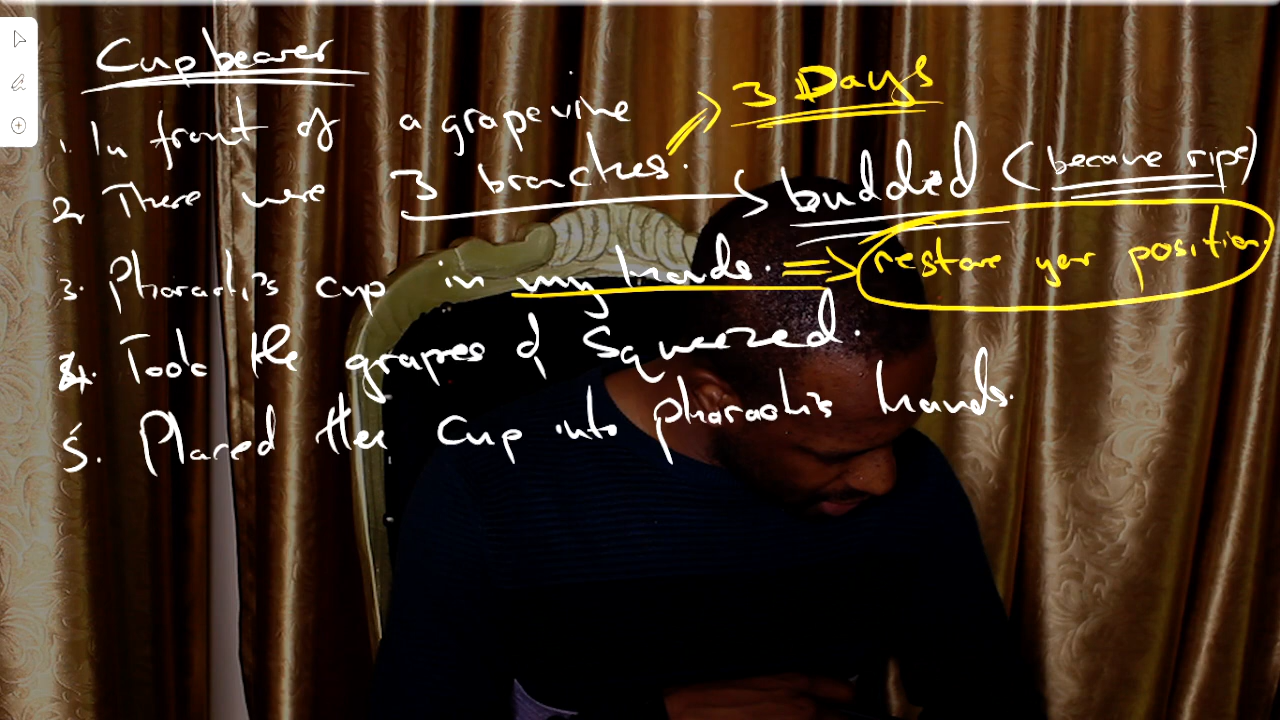 Cupbearer
1. In front of a grapevine
3 Days
2. There were 3 branches. budded (became ripe)
3. Pharaoh's cup in my hands. restore your position.
4. Took the grapes & Squeezed.
5. Placed the cup into pharaoh's hands.